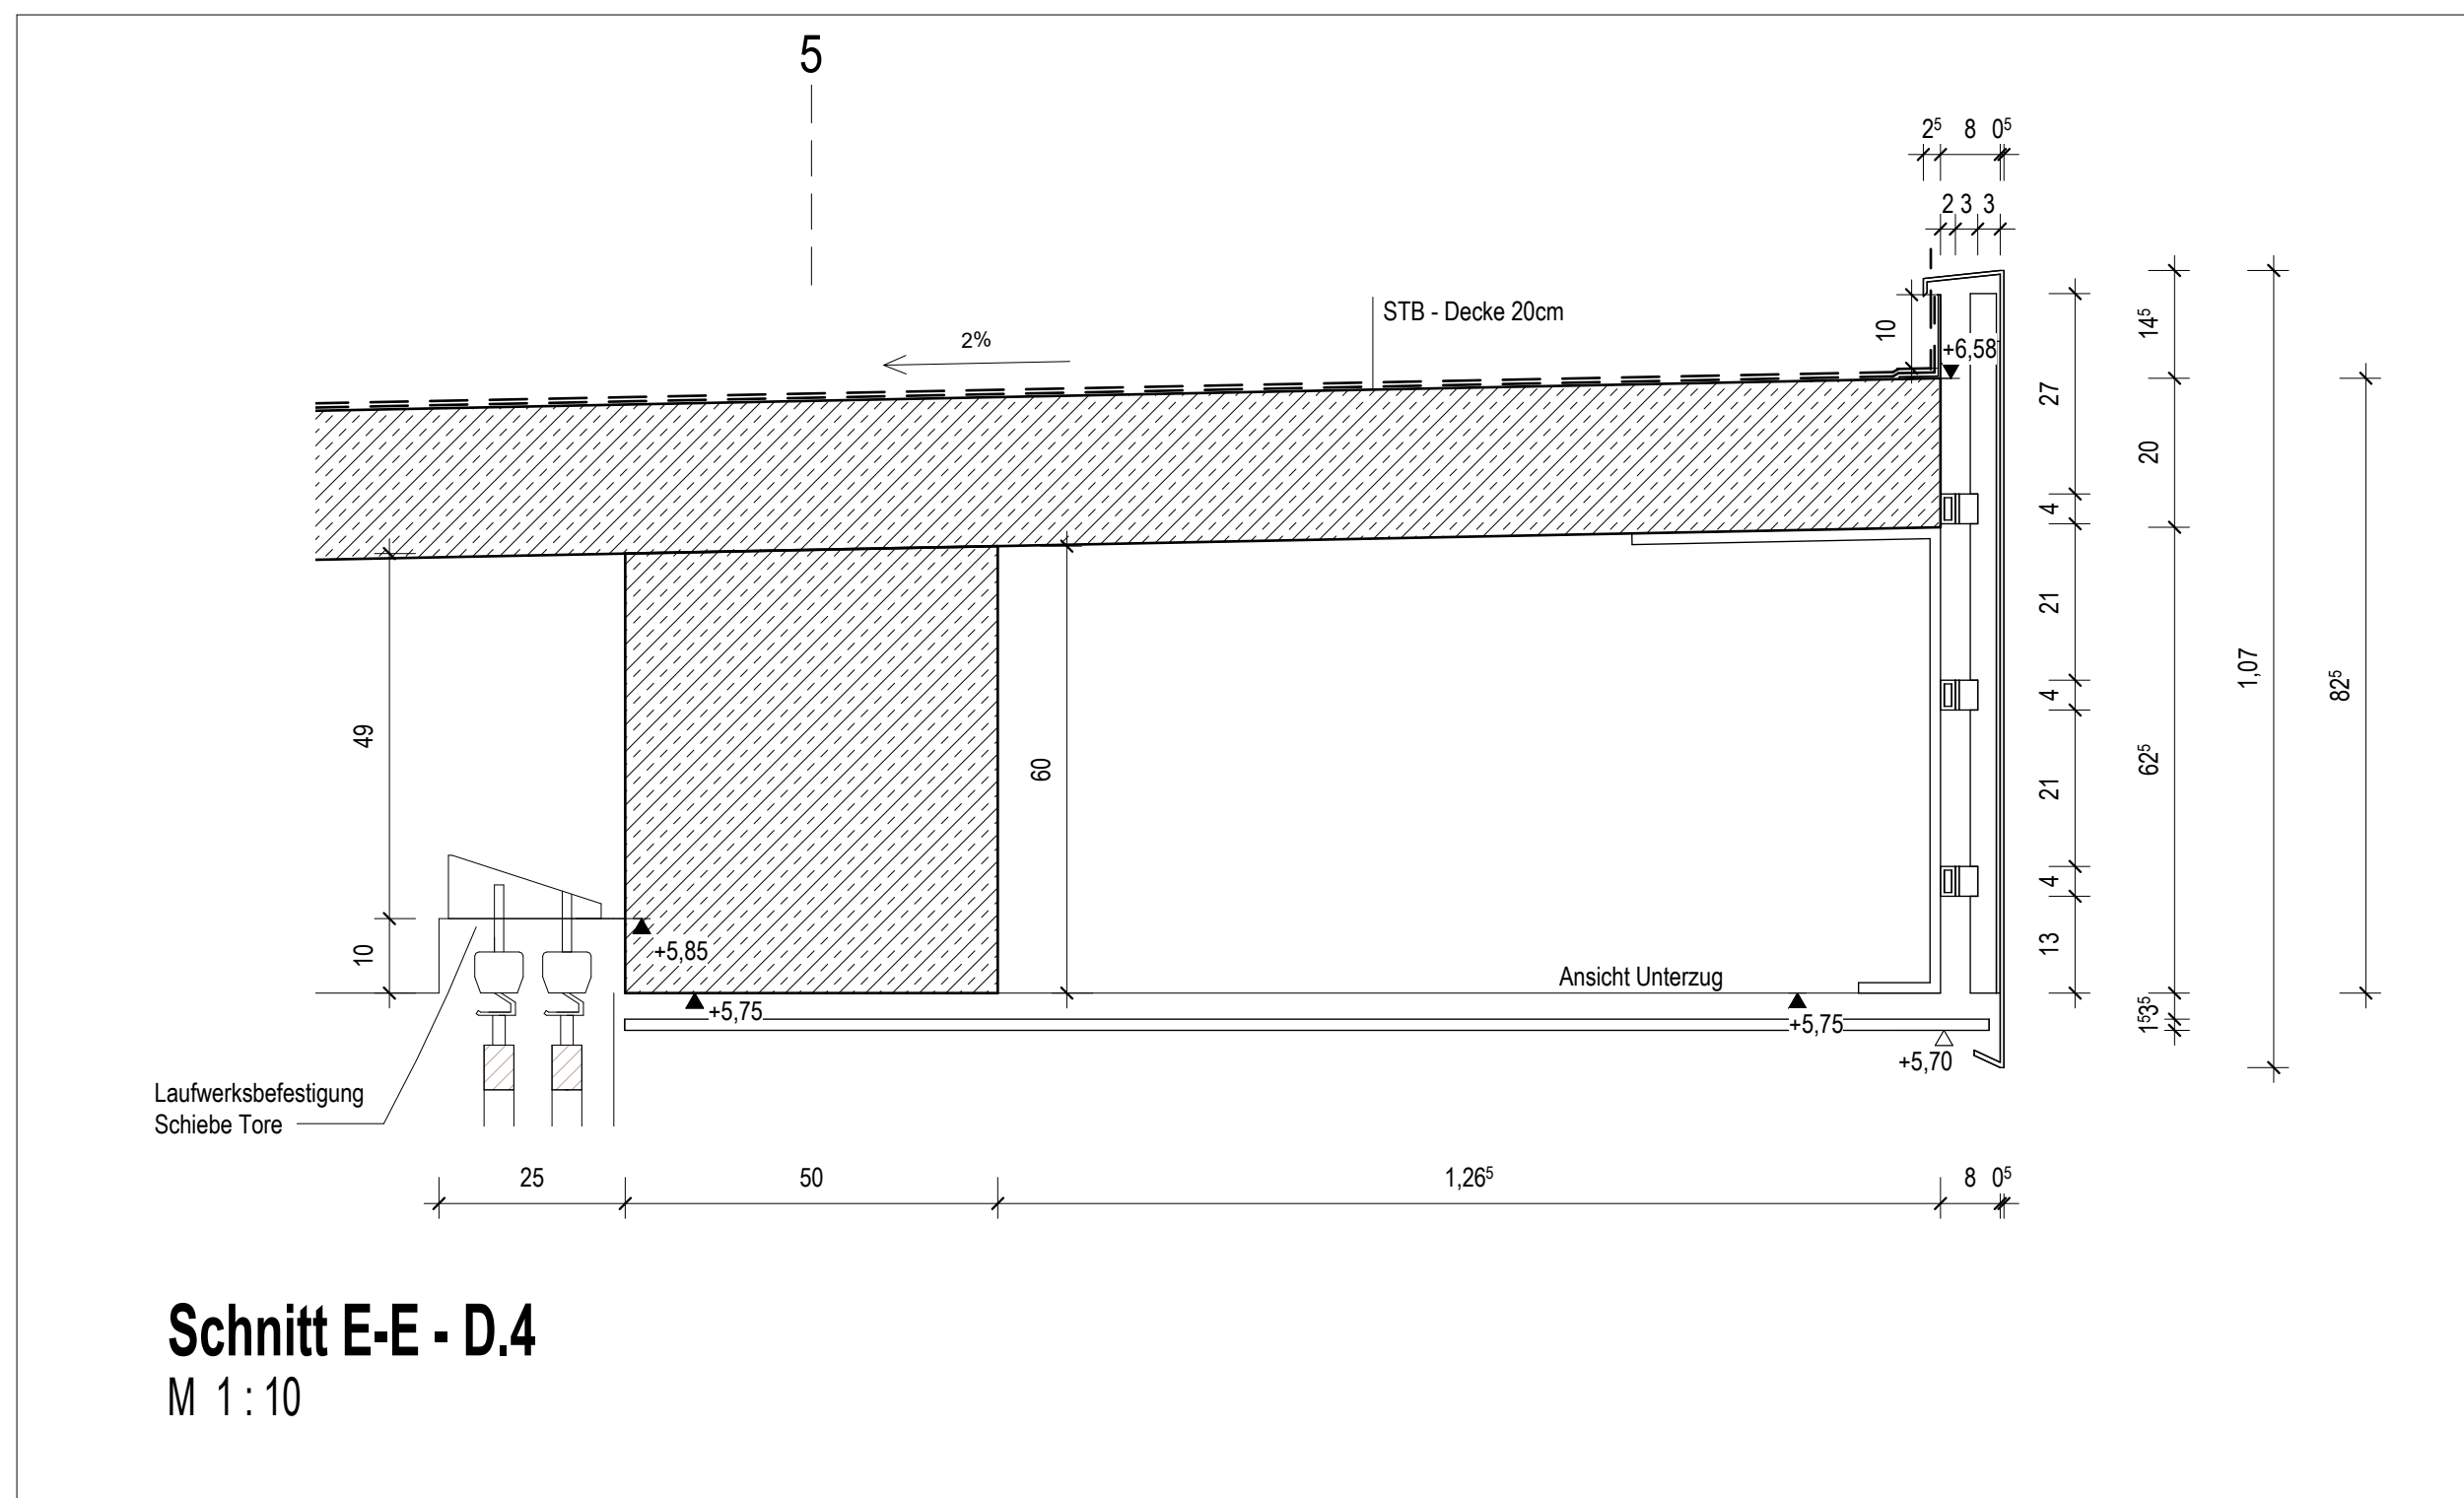 5
2⁵ 8 0⁵
2 3 3
STB - Decke 20cm
2%
10
+6,58
14⁵
27
20
4
21
4
21
4
13
62⁵
3⁵
1⁵
1,07
82⁵
49
10
60
+5,85
Ansicht Unterzug
+5,75
+5,75
+5,70
Laufwerksbefestigung
Schiebe Tore
25 50 1,26⁵ 8 0⁵
Schnitt E-E - D.4
M 1 : 10